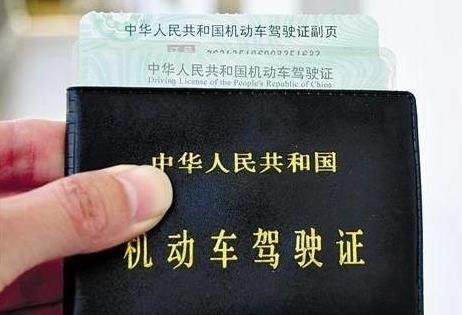 中华人民共和国机动车驾驶证副页
中华人民共和国机动车驾驶证
Driving License of the People's Republic of China
中华人民共和国
机动车驾驶证